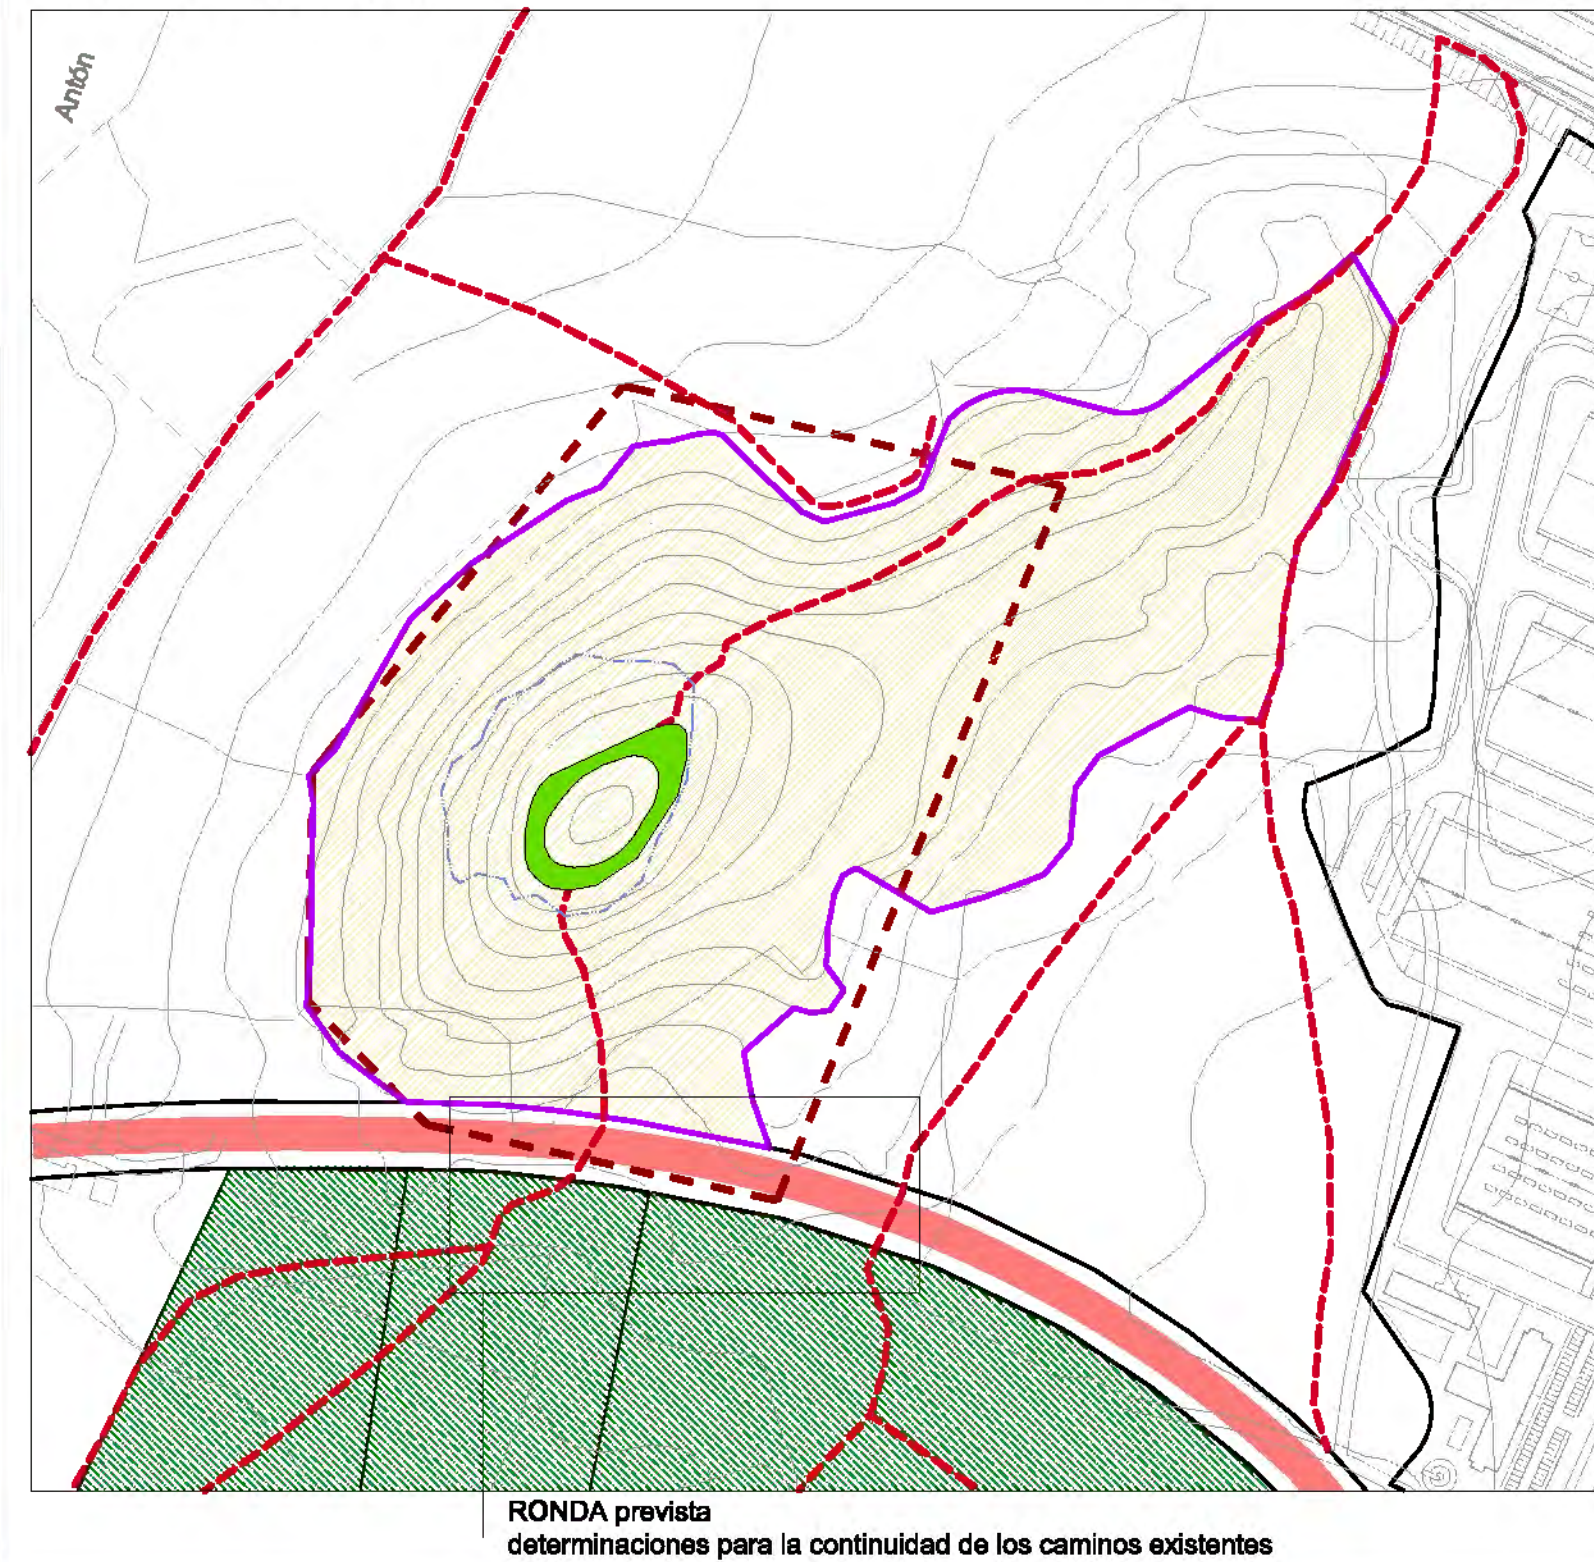 Antón
RONDA prevista
determinaciones para la continuidad de los caminos existentes